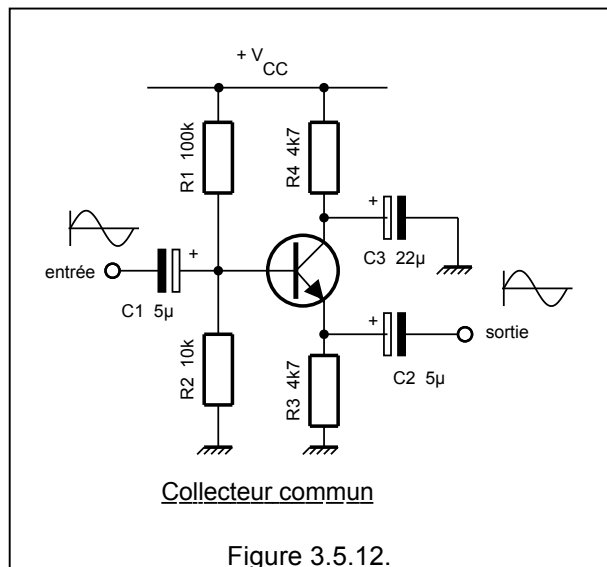 + V
CC
R1 100k
R4 4k7
+
C3 22µ
entrée
+
C1 5µ
+
sortie
C2 5µ
R2 10k
R3 4k7
Collecteur commun
Figure 3.5.12.